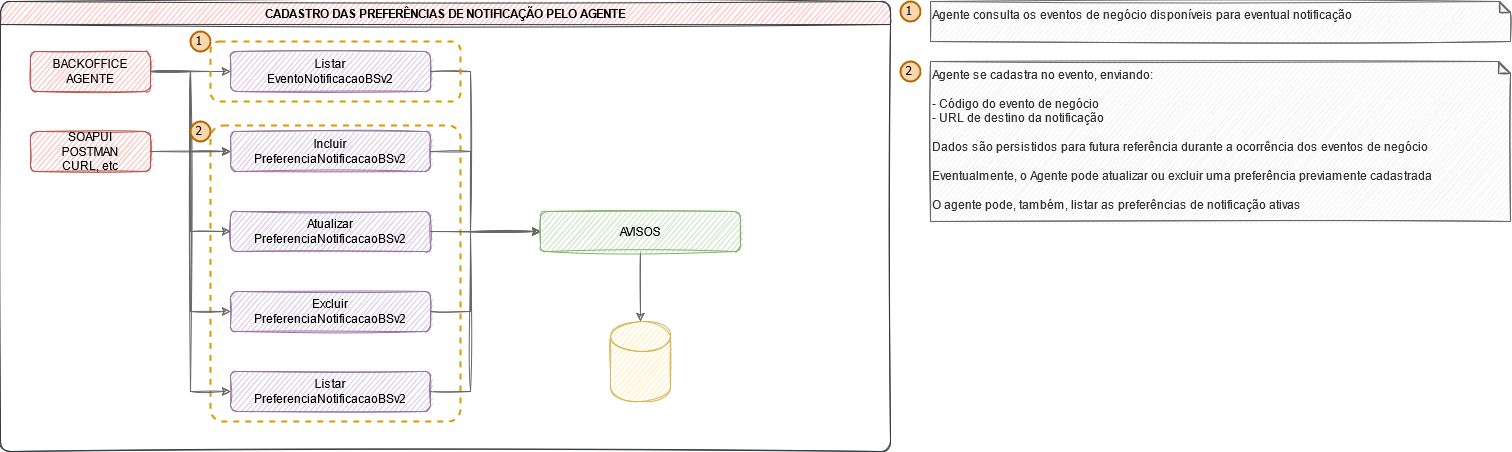 CADASTRO DAS PREFERÊNCIAS DE NOTIFICAÇÃO PELO AGENTE
BACKOFFICE
AGENTE
SOAPUI
POSTMAN
CURL, etc
1
Listar
EventoNotificacaoBSv2
2
Incluir
PreferenciaNotificacaoBSv2
Atualizar
PreferenciaNotificacaoBSv2
Excluir
PreferenciaNotificacaoBSv2
Listar
PreferenciaNotificacaoBSv2
AVISOS
1
Agente consulta os eventos de negócio disponíveis para eventual notificação
2
Agente se cadastra no evento, enviando:
- Código do evento de negócio
- URL de destino da notificação
Dados são persistidos para futura referência durante a ocorrência dos eventos de negócio
Eventualmente, o Agente pode atualizar ou excluir uma preferência previamente cadastrada
O agente pode, também, listar as preferências de notificação ativas